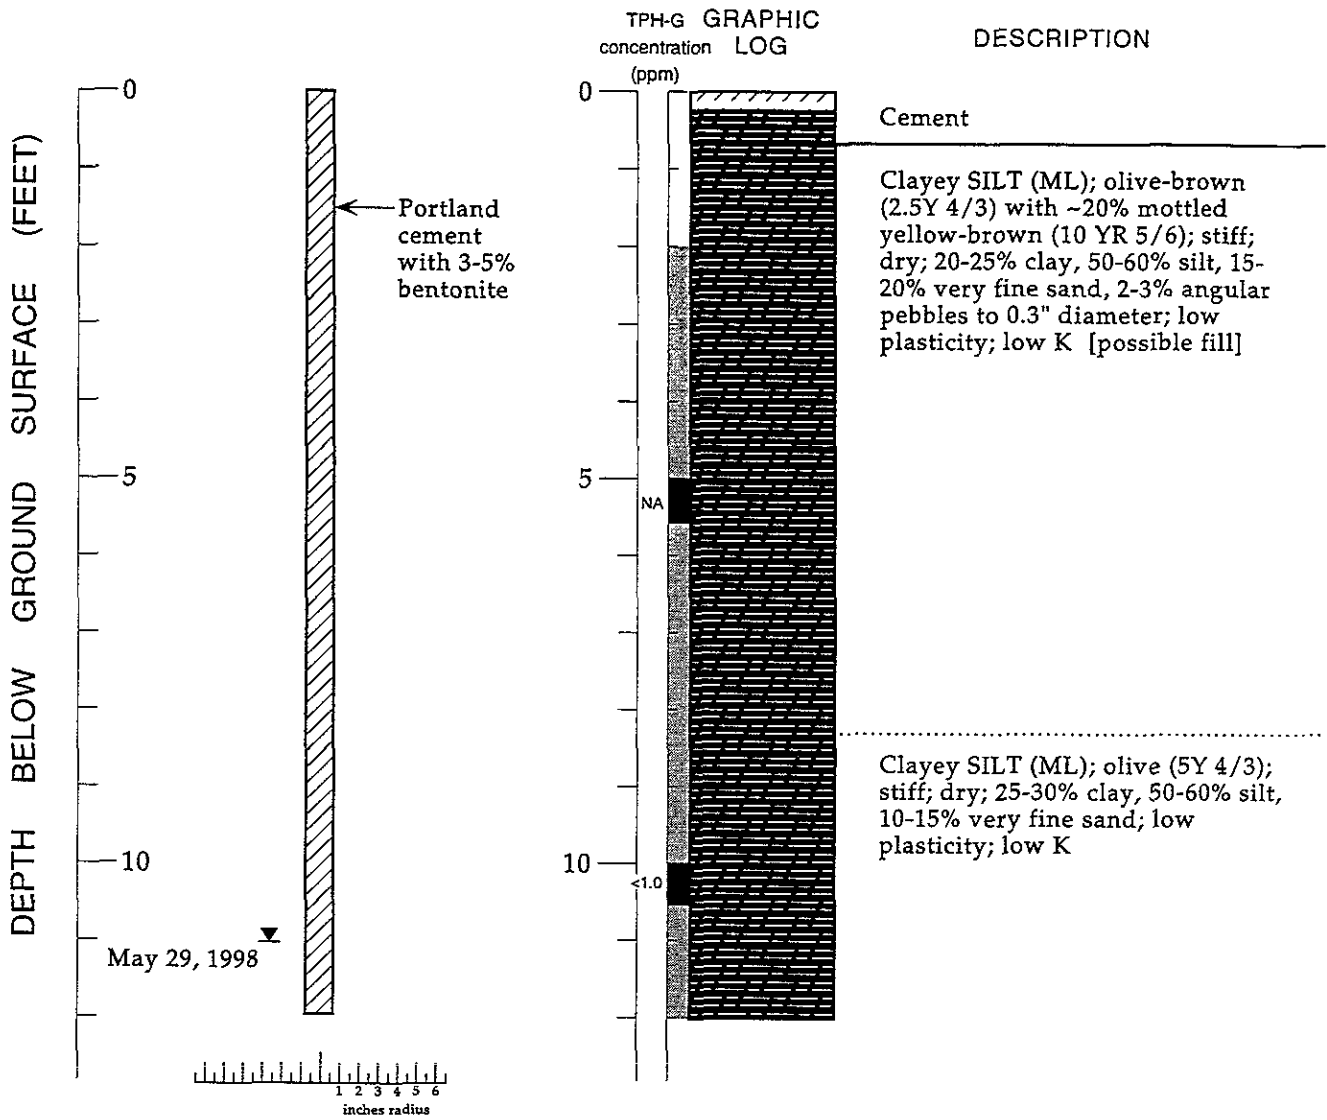 TPH-G concentration (ppm)
GRAPHIC LOG
DESCRIPTION
DEPTH BELOW GROUND SURFACE (FEET)
0
5
10
Portland
cement
with 3-5%
bentonite
May 29, 1998
1 2 3 4 5 6
inches radius
0
5
NA
10
<1.0
Cement
Clayey SILT (ML); olive-brown
(2.5Y 4/3) with ~20% mottled
yellow-brown (10 YR 5/6); stiff;
dry; 20-25% clay, 50-60% silt, 15-
20% very fine sand, 2-3% angular
pebbles to 0.3" diameter; low
plasticity; low K [possible fill]
Clayey SILT (ML); olive (5Y 4/3);
stiff; dry; 25-30% clay, 50-60% silt,
10-15% very fine sand; low
plasticity; low K